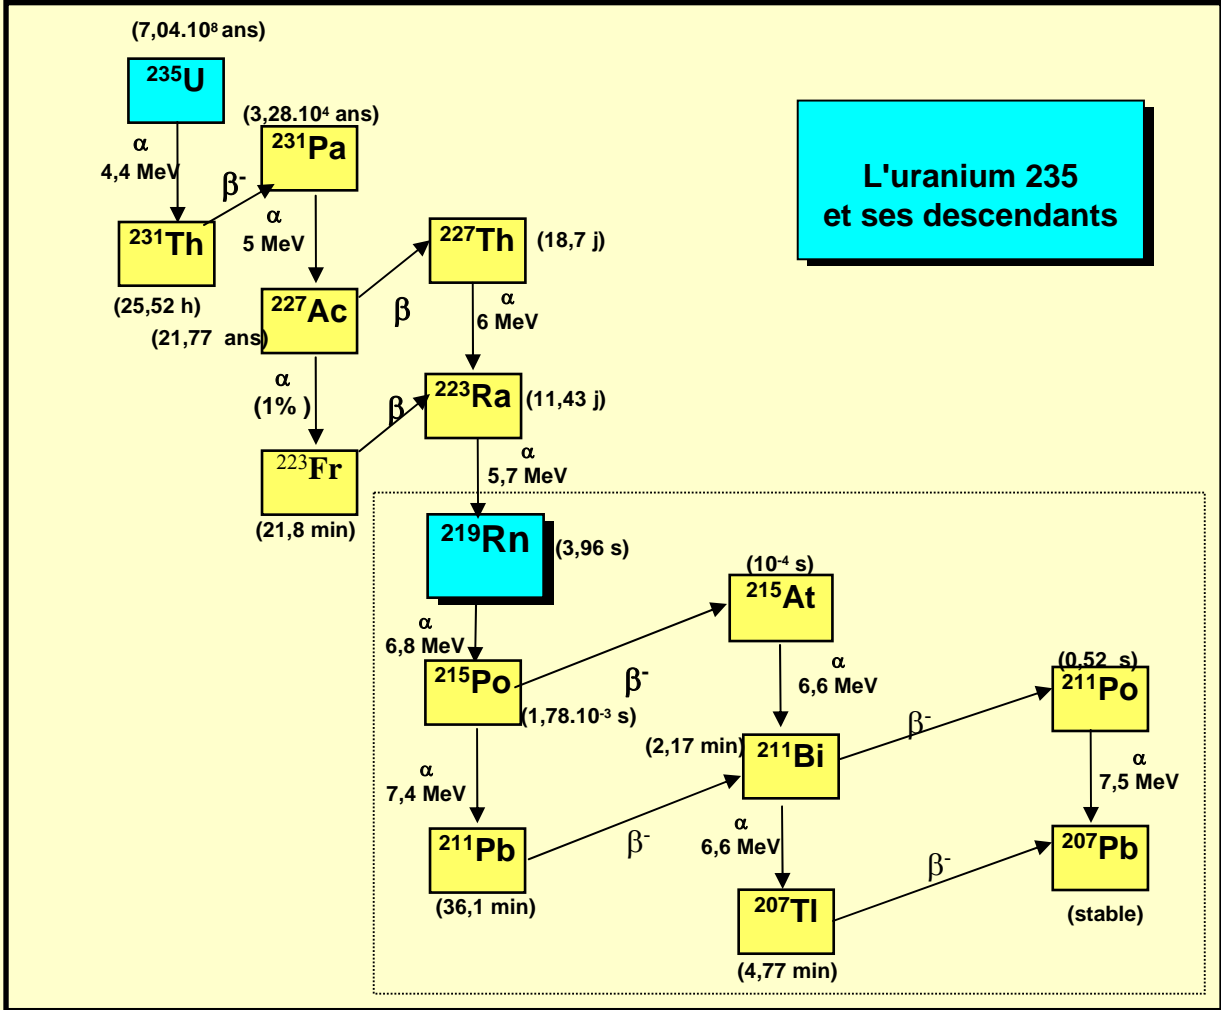 (7,04.10⁸ ans)
²³⁵U
(3,28.10⁴ ans)
²³¹Pa
α
4,4 MeV
β⁻
L'uranium 235
et ses descendants
²³¹Th
α
5 MeV
²²⁷Th
(18,7 j)
(25,52 h)
²²⁷Ac
(21,77 ans)
β
α
6 MeV
α
(1% )
β
²²³Ra
(11,43 j)
²²³Fr
(21,8 min)
α
5,7 MeV
²¹⁹Rn
(3,96 s)
(10⁻⁴ s)
²¹⁵At
α
6,8 MeV
²¹⁵Po
β⁻
(1,78.10⁻³ s)
α
6,6 MeV
(0,52 s)
²¹¹Po
(2,17 min)
²¹¹Bi
β⁻
α
7,4 MeV
α
7,5 MeV
²¹¹Pb
(36,1 min)
β⁻
α
6,6 MeV
β⁻
²⁰⁷Pb
(stable)
²⁰⁷Tl
(4,77 min)